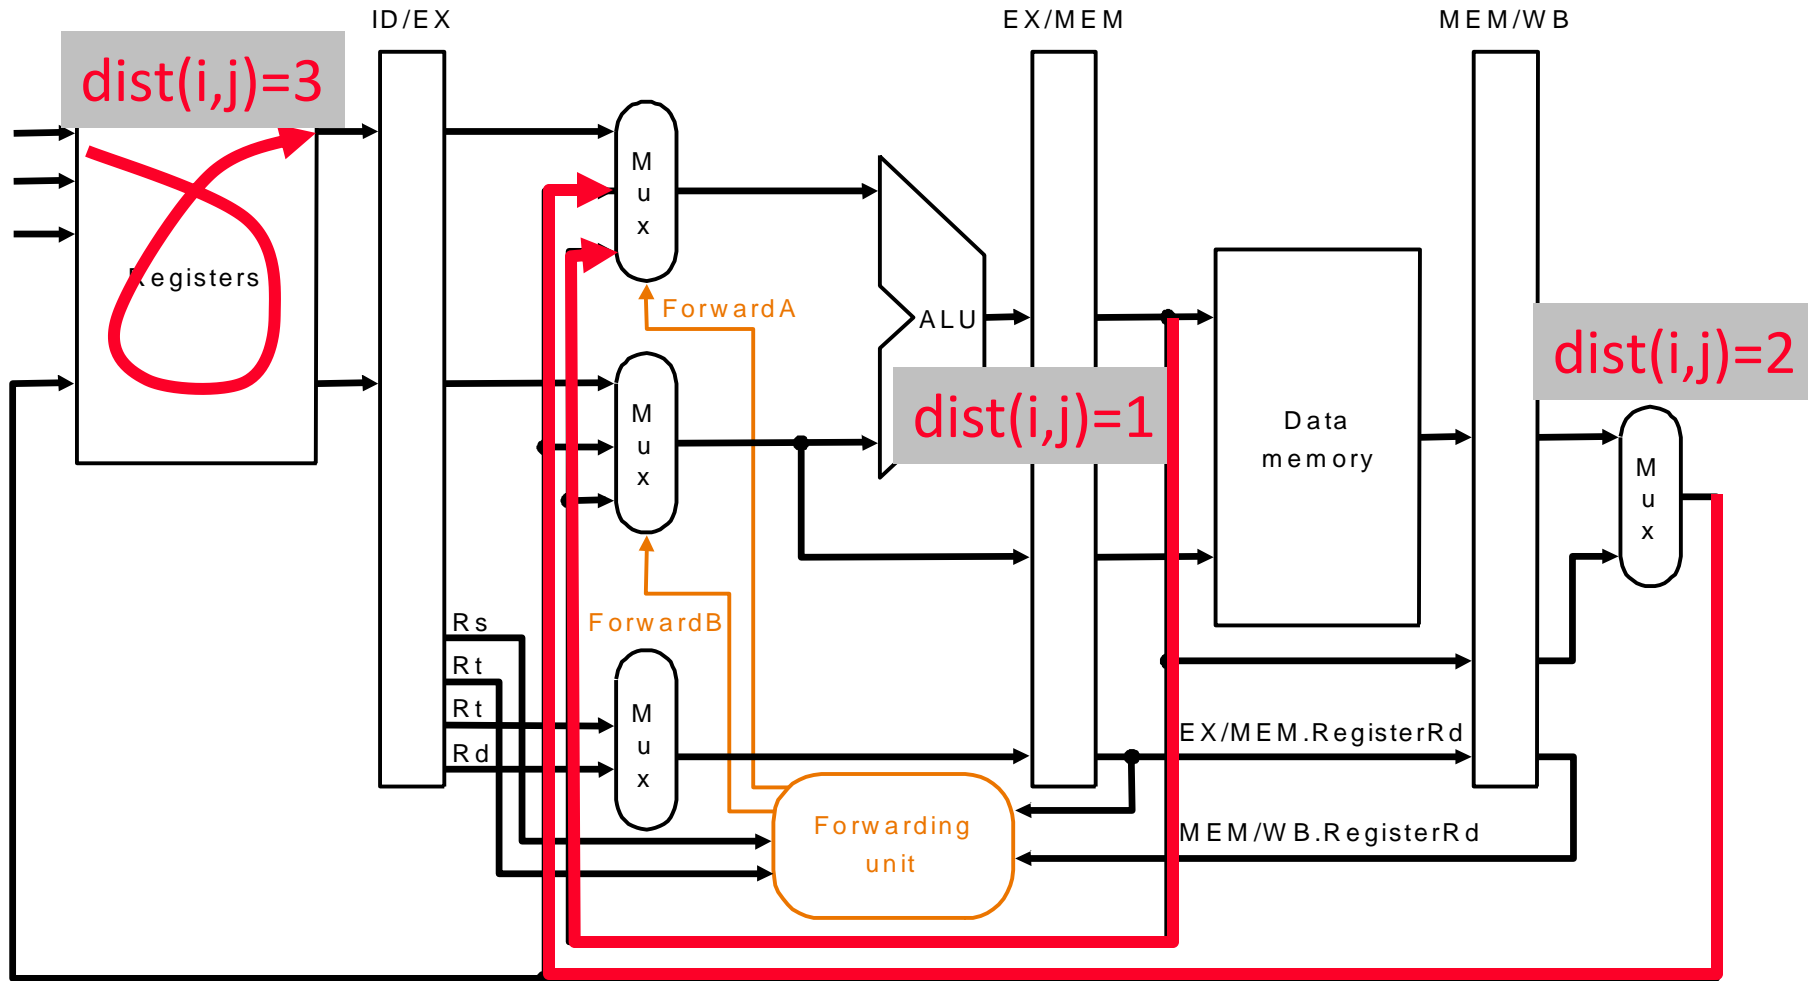 ID/EX
EX/MEM
MEM/WB
dist(i,j)=3
M
u
x
Registers
ForwardA
ALU
dist(i,j)=2
dist(i,j)=1
M
u
x
Data
memory
M
u
x
Rs
ForwardB
Rt
Rt
Rd
M
u
x
EX/MEM.RegisterRd
Forwarding
unit
MEM/WB.RegisterRd